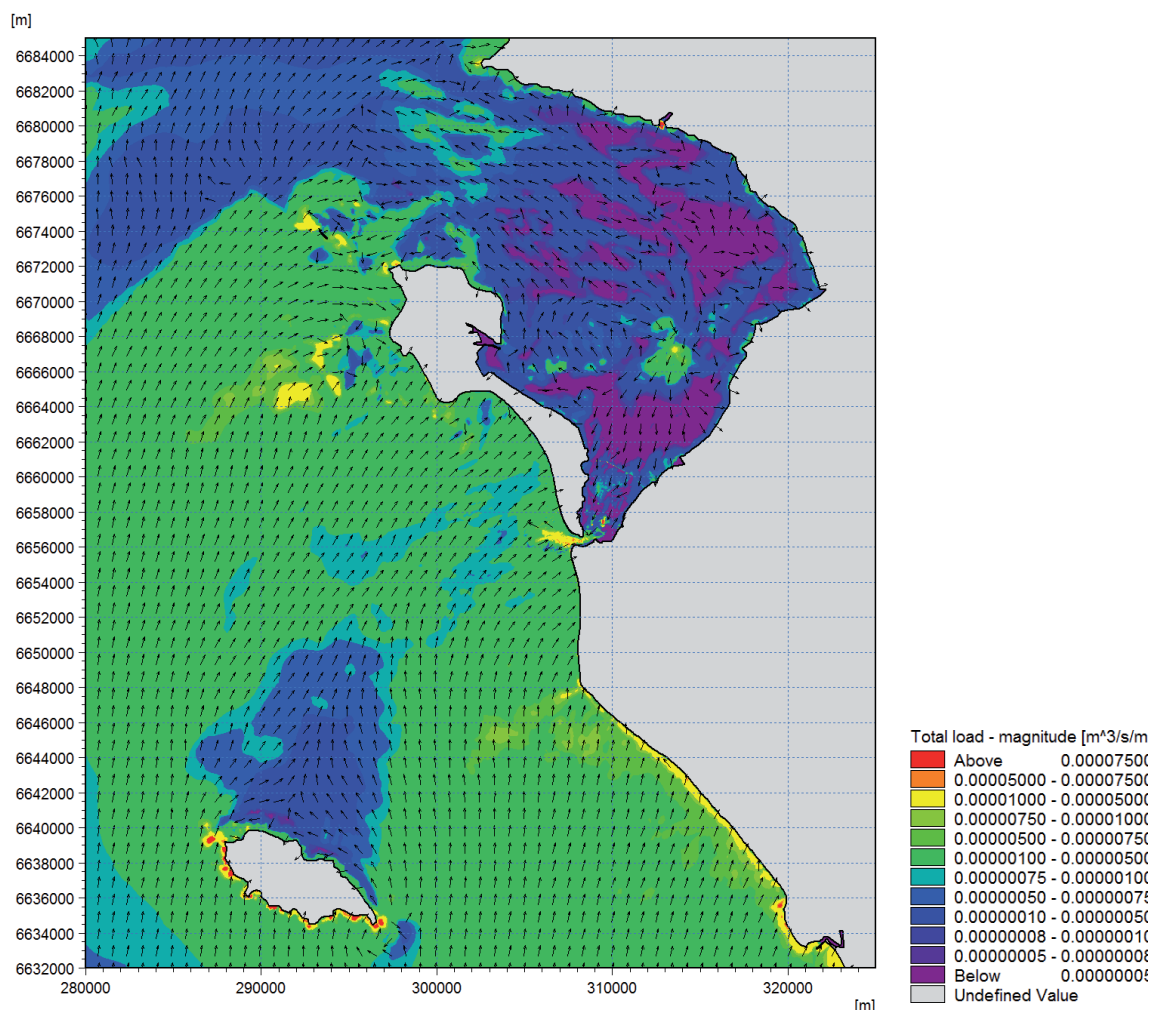 [m]
6684000
6682000
6680000
6678000
6676000
6674000
6672000
6670000
6668000
6666000
6664000
6662000
6660000
6658000
6656000
6654000
6652000
6650000
6648000
6646000
6644000
6642000
6640000
6638000
6636000
6634000
6632000
280000 290000 300000 310000 320000
[m]
Total load - magnitude [m^3/s/m
Above 0.00007500
0.00005000 - 0.00007500
0.00001000 - 0.00005000
0.00000750 - 0.00001000
0.00000500 - 0.00000750
0.00000100 - 0.00000500
0.00000075 - 0.00000100
0.00000050 - 0.00000075
0.00000010 - 0.00000050
0.00000008 - 0.00000010
0.00000005 - 0.00000008
Below 0.00000005
Undefined Value